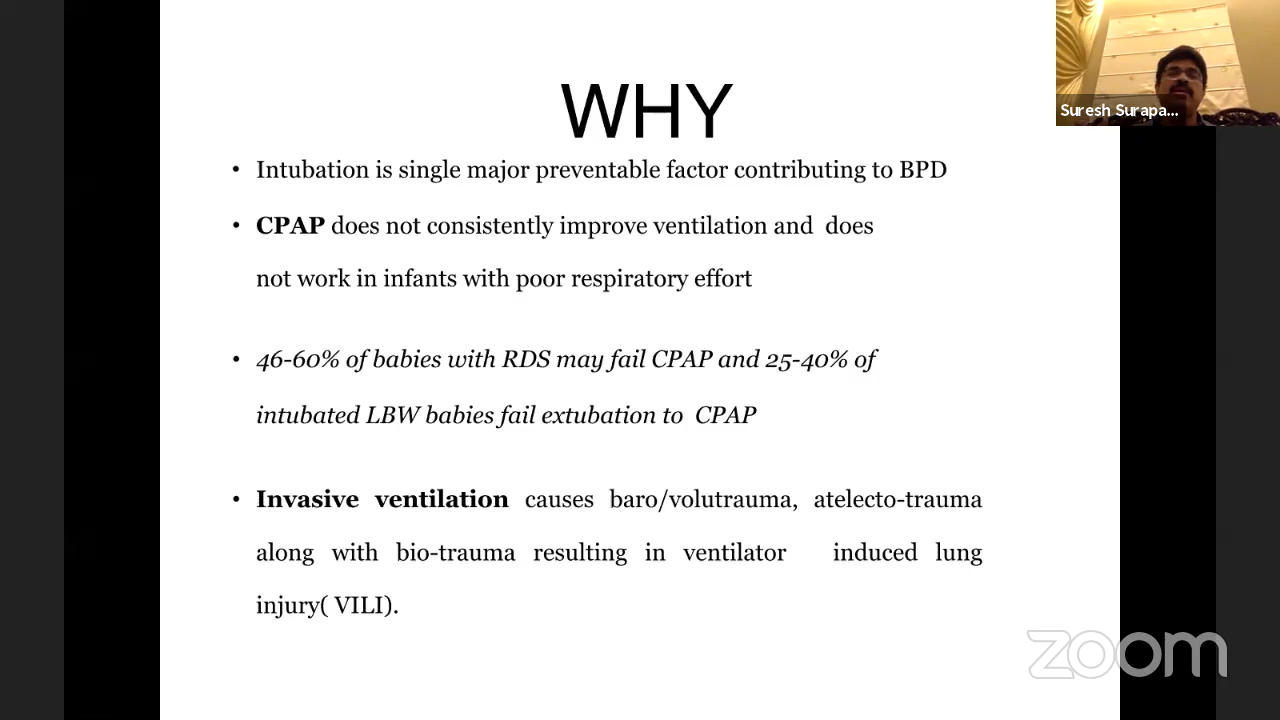 WHY
• Intubation is single major preventable factor contributing to BPD
• CPAP does not consistently improve ventilation and does
not work in infants with poor respiratory effort
• 46-60% of babies with RDS may fail CPAP and 25-40% of
intubated LBW babies fail extubation to CPAP
• Invasive ventilation causes baro/volutrauma, atelecto-trauma
along with bio-trauma resulting in ventilator induced lung
injury( VILI).
Suresh Surapa...
zoom